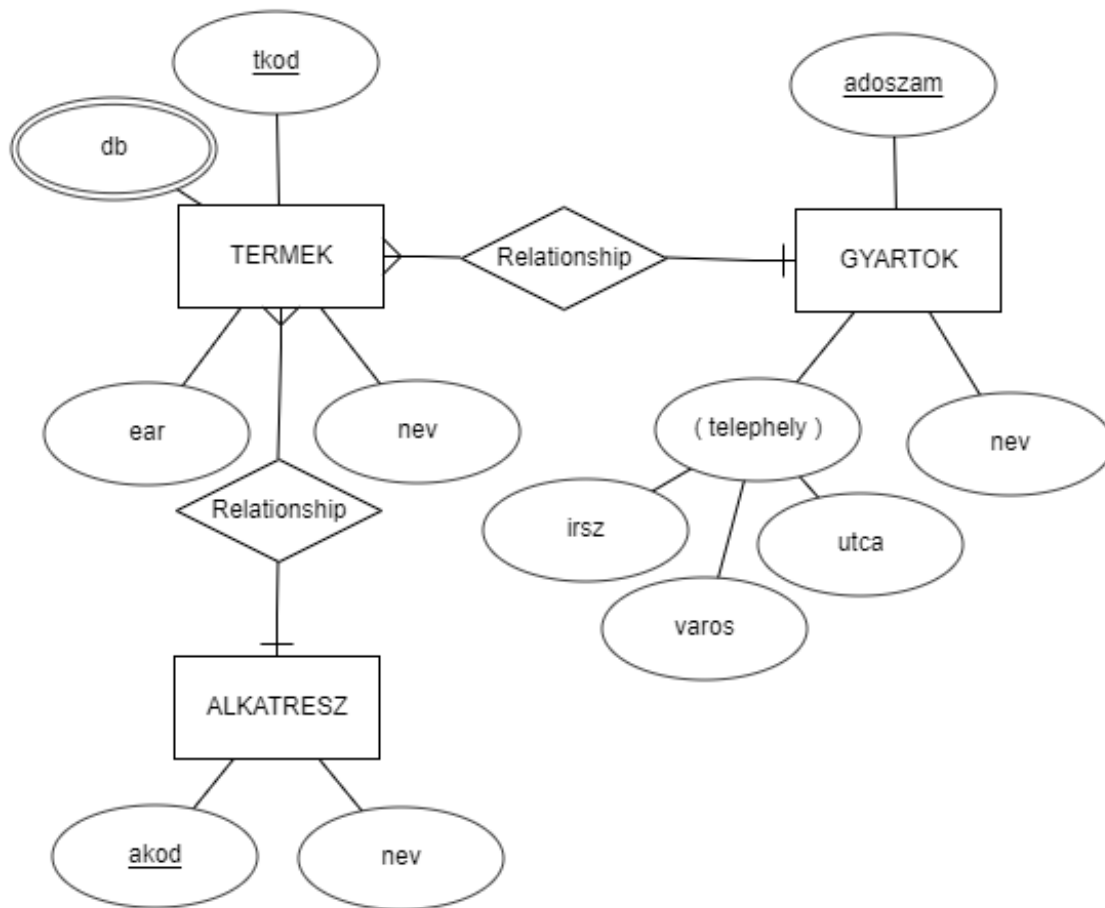 tkod
adoszam
db
TERMEK
Relationship
GYARTOK
ear
nev
( telephely )
nev
Relationship
irsz
utca
varos
ALKATRESZ
akod
nev